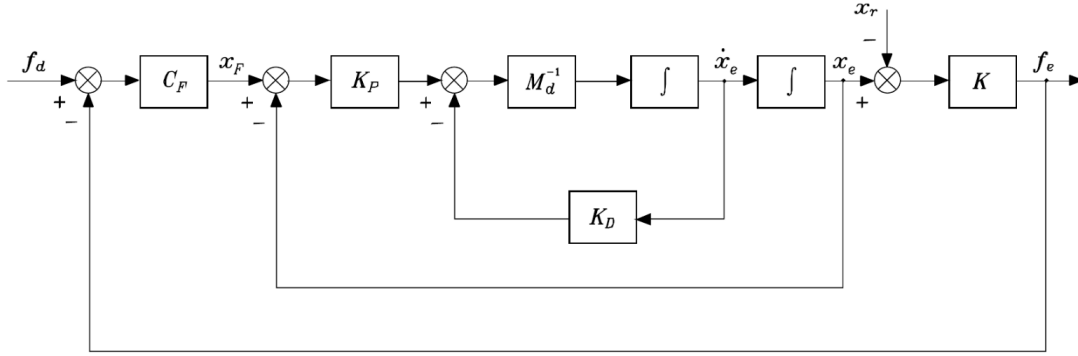 x_r
−
f_d C_F x_F K_P M_d^{-1} ∫ ẋ_e ∫ x_e K f_e
+ + + +
− − −
K_D